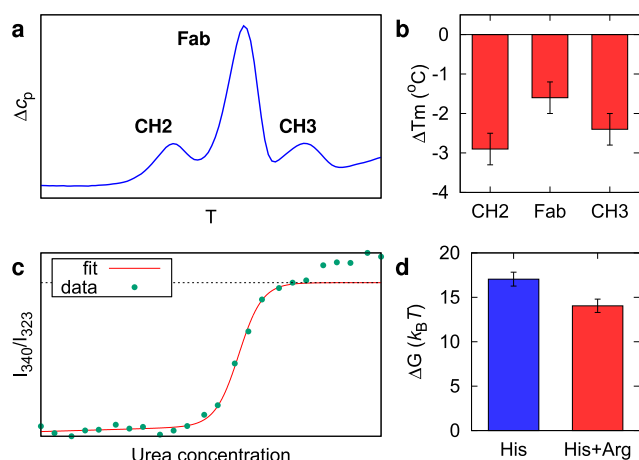 a
Fab
CH2
CH3
Δcp
T
b
0
-1
-2
-3
-4
ΔTm (°C)
CH2 Fab CH3
c
fit
data
I340/I323
Urea concentration
d
20
15
10
5
0
ΔG (kBT)
His His+Arg